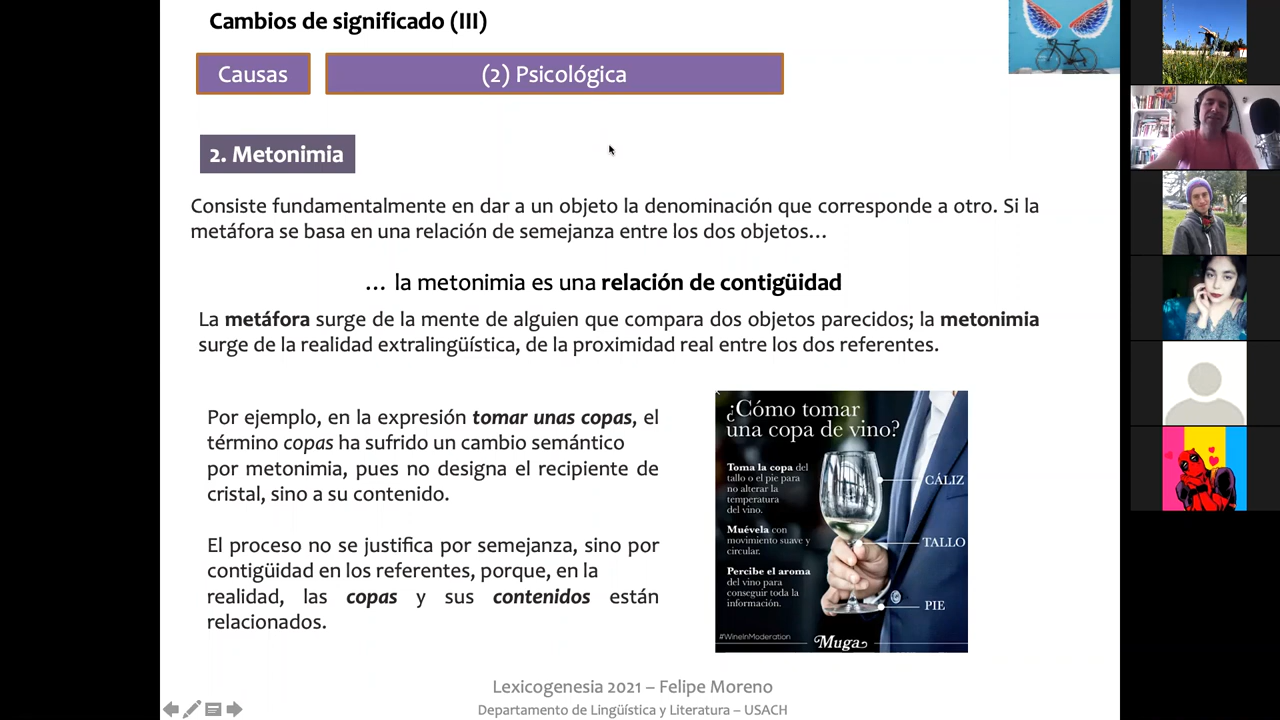 Cambios de significado (III)
Causas
(2) Psicológica
2. Metonimia
Consiste fundamentalmente en dar a un objeto la denominación que corresponde a otro. Si la
metáfora se basa en una relación de semejanza entre los dos objetos…
… la metonimia es una relación de contigüidad
La metáfora surge de la mente de alguien que compara dos objetos parecidos; la metonimia
surge de la realidad extralingüística, de la proximidad real entre los dos referentes.
Por ejemplo, en la expresión tomar unas copas, el
término copas ha sufrido un cambio semántico
por metonimia, pues no designa el recipiente de
cristal, sino a su contenido.
El proceso no se justifica por semejanza, sino por
contigüidad en los referentes, porque, en la
realidad, las copas y sus contenidos están
relacionados.
¿Cómo tomar
una copa de vino?
Toma la copa del
tallo o el pie para
no alterar la
temperatura
del vino.
Muévela con
movimiento suave y
circular.
Percibe el aroma
del vino para
conseguir toda la
información.
CÁLIZ
TALLO
PIE
#WineInModeration
Muga
Lexicogenesia 2021 – Felipe Moreno
Departamento de Lingüística y Literatura – USACH